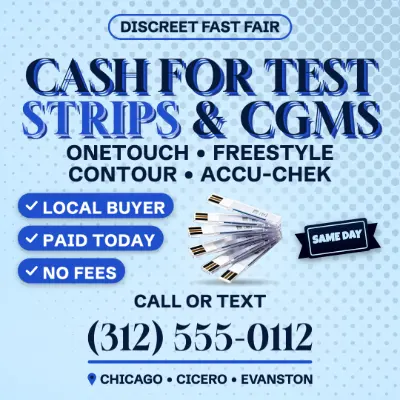 DISCREET FAST FAIR
CASH FOR TEST
STRIPS & CGMS
ONETOUCH • FREESTYLE
CONTOUR • ACCU-CHEK
LOCAL BUYER
PAID TODAY
NO FEES
SAME DAY
CALL OR TEXT
(312) 555-0112
CHICAGO • CICERO • EVANSTON